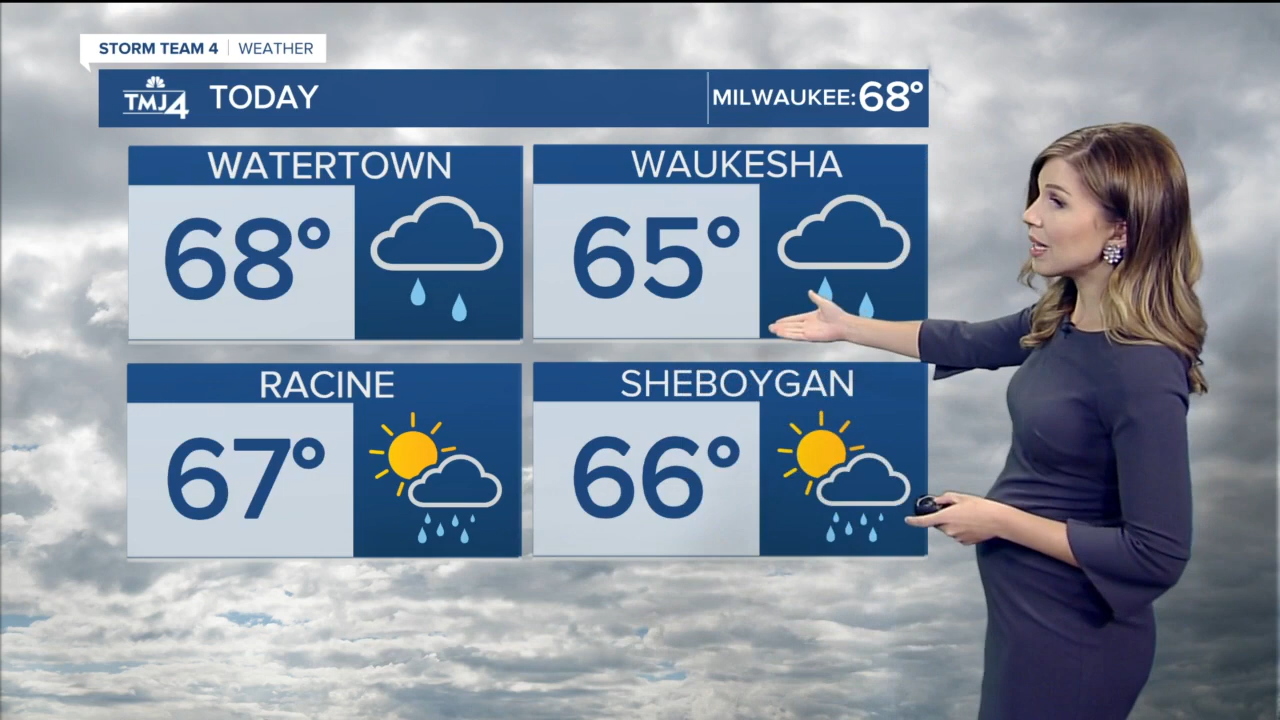 STORM TEAM 4 | WEATHER
TMJ4 TODAY MILWAUKEE: 68°
WATERTOWN
68°
WAUKESHA
65°
RACINE
67°
SHEBOYGAN
66°